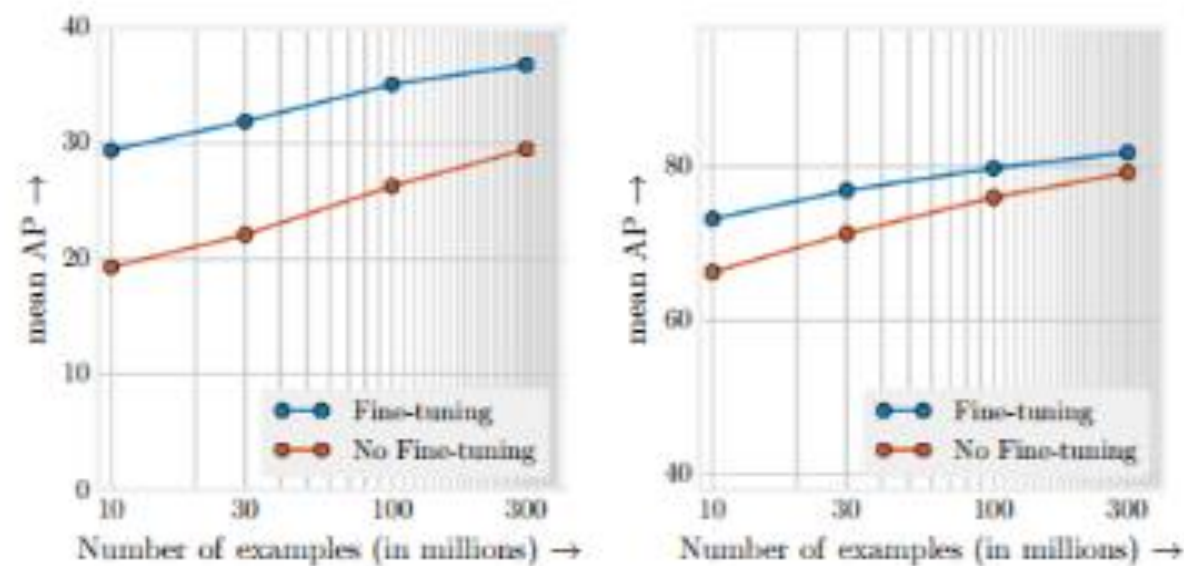 40
30
20
10
0
mean AP →
10 30 100 300
Number of examples (in millions) →
Fine-tuning
No Fine-tuning
80
60
40
mean AP →
10 30 100 300
Number of examples (in millions) →
Fine-tuning
No Fine-tuning